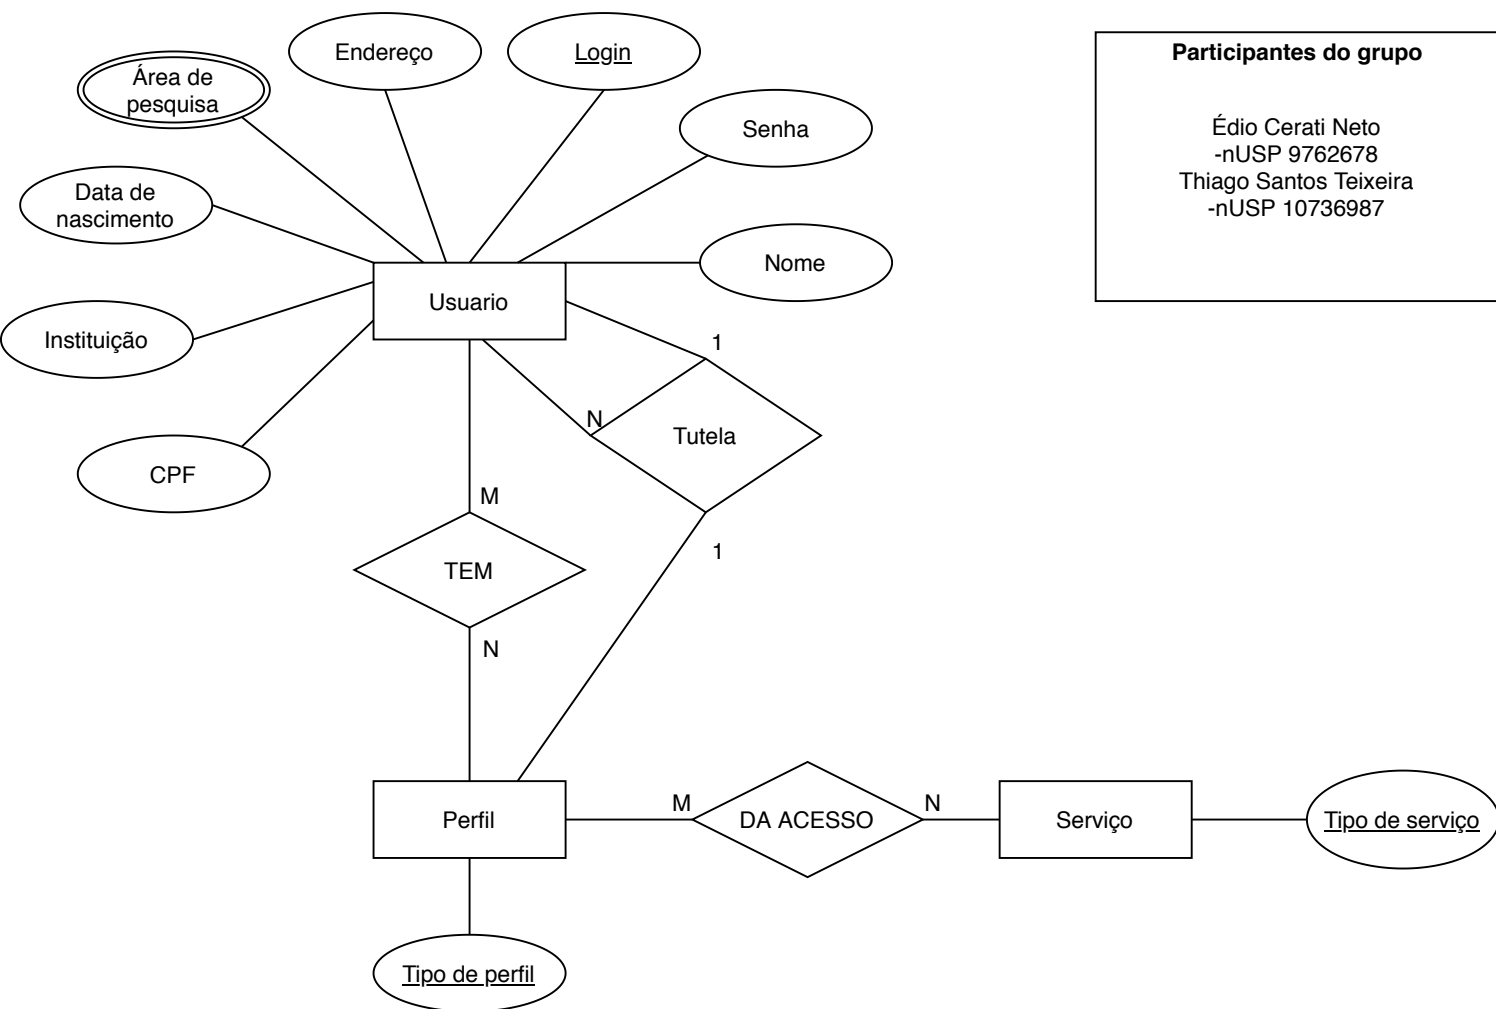 Endereço
Login
Participantes do grupo
Área de
pesquisa
Senha
Édio Cerati Neto
-nUSP 9762678
Thiago Santos Teixeira
-nUSP 10736987
Data de
nascimento
Nome
Usuario
Instituição
1
N
Tutela
CPF
M
TEM
1
N
Perfil
M
DA ACESSO
N
Serviço
Tipo de serviço
Tipo de perfil